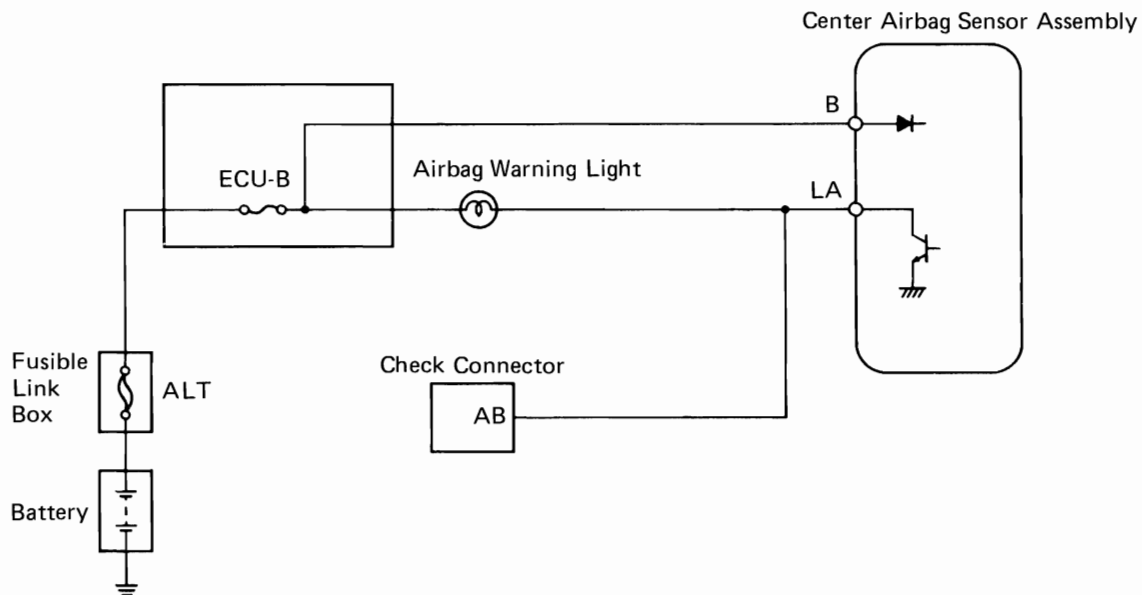 Center Airbag Sensor Assembly
B
ECU-B
Airbag Warning Light
LA
Fusible
Link
Box
ALT
Check Connector
AB
Battery